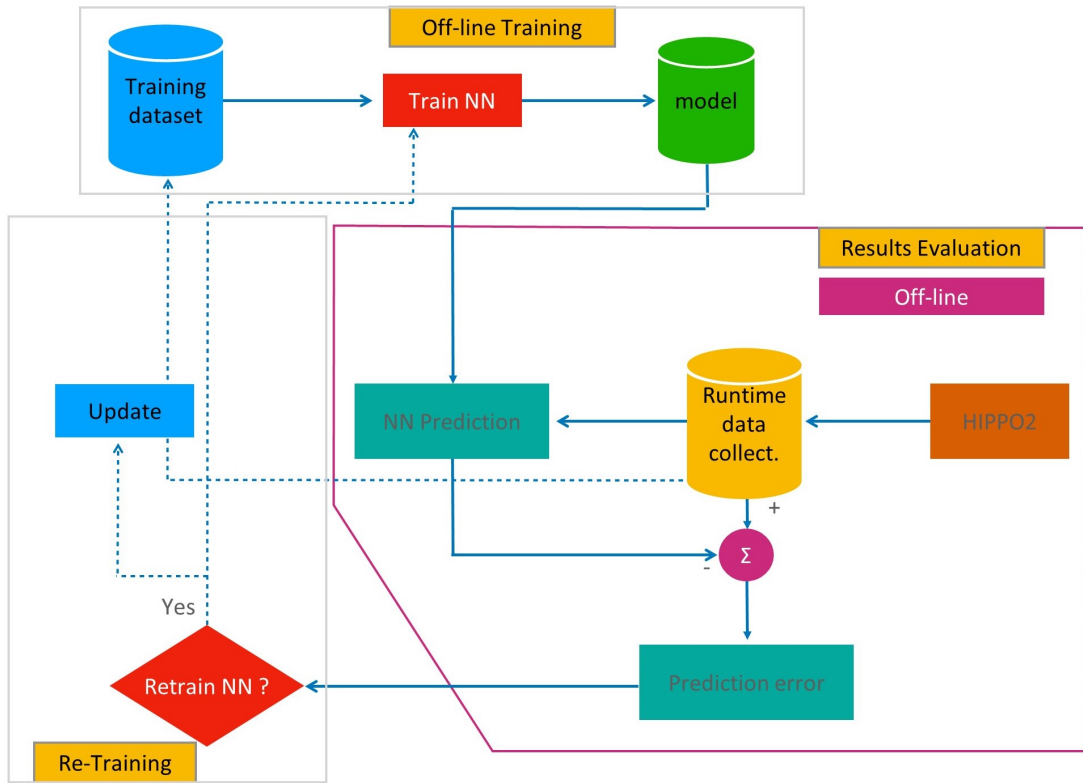 Off-line Training
Training
dataset
Train NN
model
Results Evaluation
Off-line
Update
NN Prediction
Runtime
data
collect.
HIPPO2
+
-
Σ
Yes
Retrain NN ?
Prediction error
Re-Training